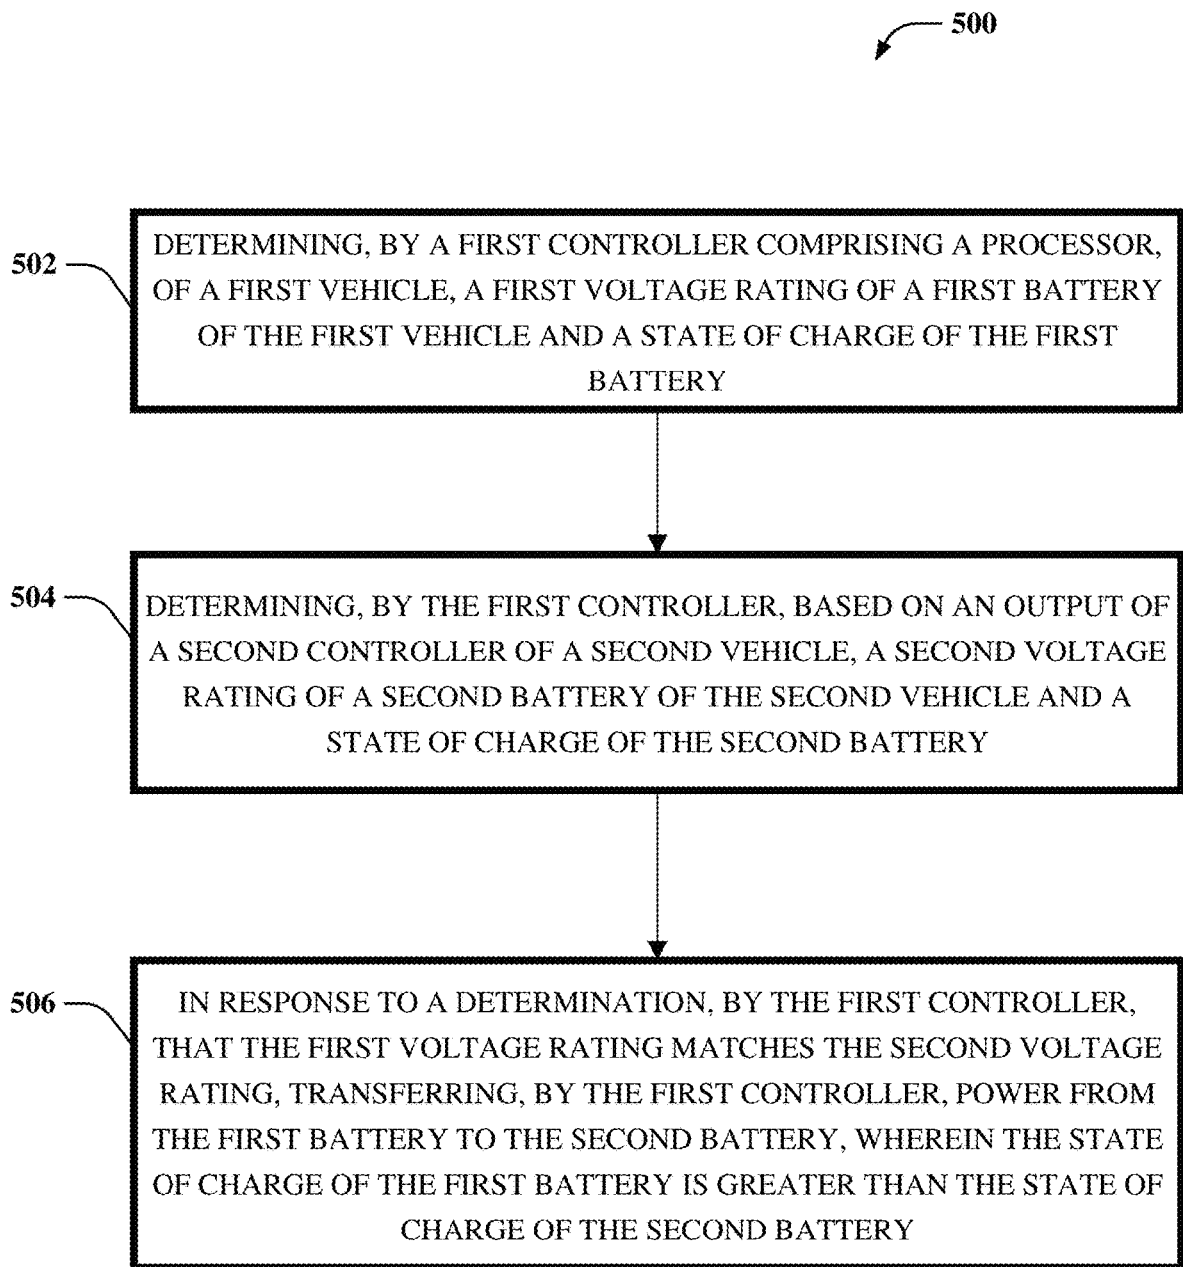 500
502
DETERMINING, BY A FIRST CONTROLLER COMPRISING A PROCESSOR,
OF A FIRST VEHICLE, A FIRST VOLTAGE RATING OF A FIRST BATTERY
OF THE FIRST VEHICLE AND A STATE OF CHARGE OF THE FIRST
BATTERY
504
DETERMINING, BY THE FIRST CONTROLLER, BASED ON AN OUTPUT OF
A SECOND CONTROLLER OF A SECOND VEHICLE, A SECOND VOLTAGE
RATING OF A SECOND BATTERY OF THE SECOND VEHICLE AND A
STATE OF CHARGE OF THE SECOND BATTERY
506
IN RESPONSE TO A DETERMINATION, BY THE FIRST CONTROLLER,
THAT THE FIRST VOLTAGE RATING MATCHES THE SECOND VOLTAGE
RATING, TRANSFERRING, BY THE FIRST CONTROLLER, POWER FROM
THE FIRST BATTERY TO THE SECOND BATTERY, WHEREIN THE STATE
OF CHARGE OF THE FIRST BATTERY IS GREATER THAN THE STATE OF
CHARGE OF THE SECOND BATTERY